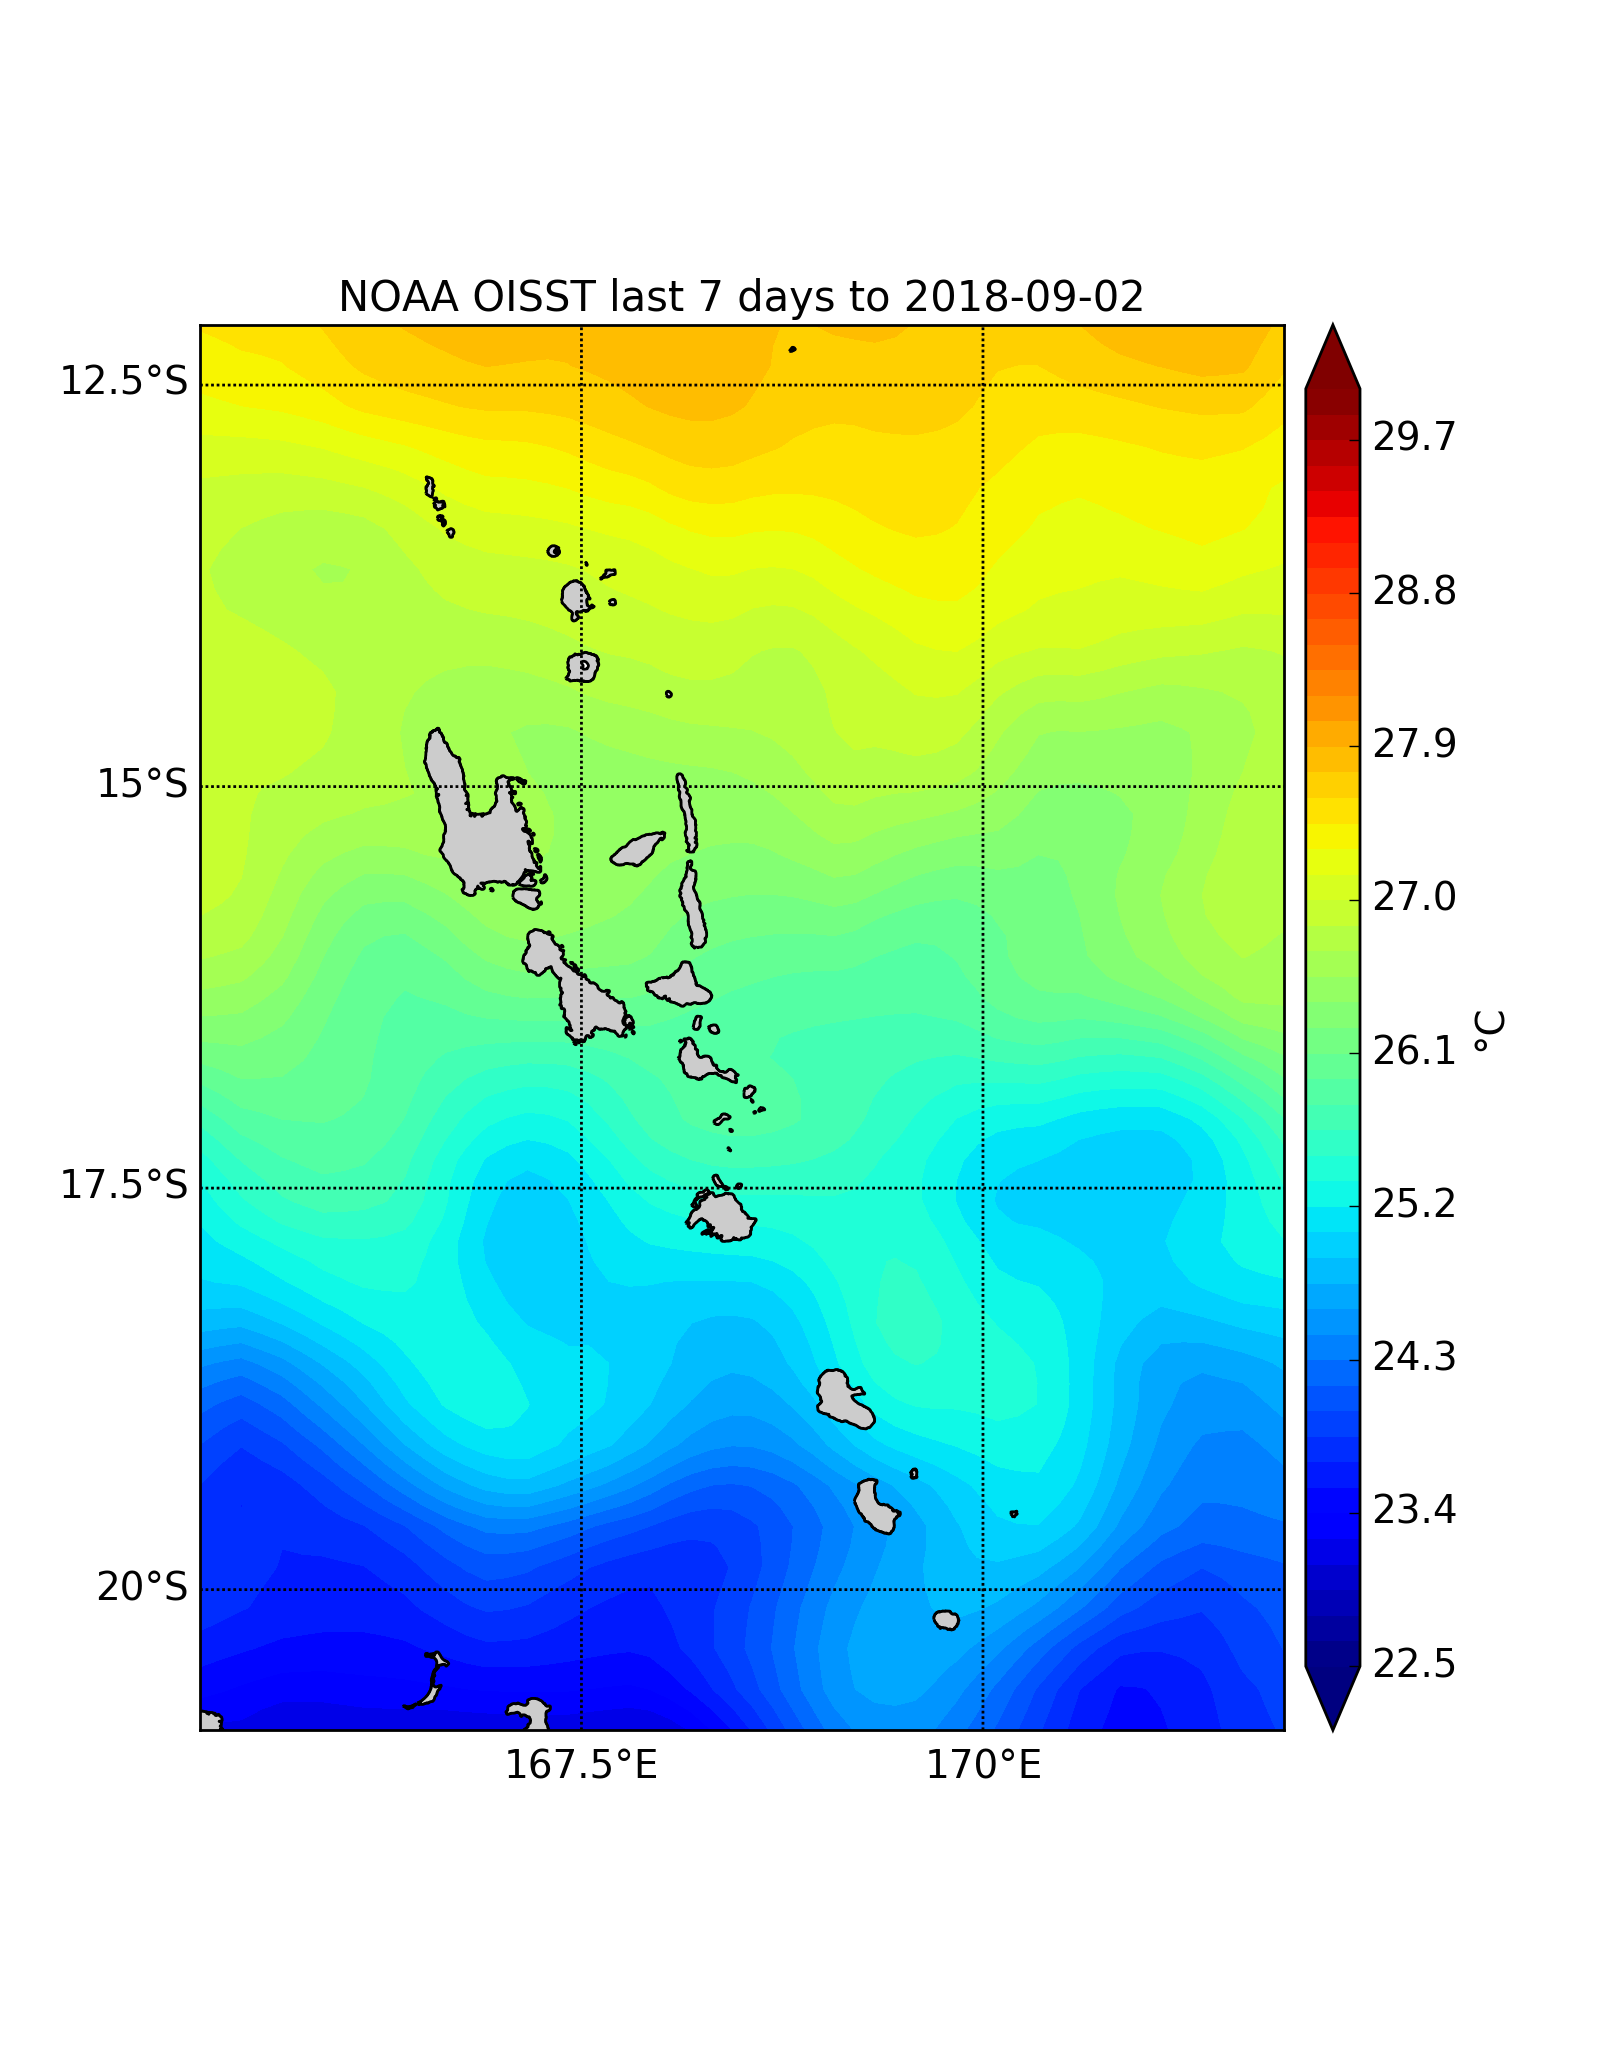 NOAA OISST last 7 days to 2018-09-02
12.5°S
15°S
17.5°S
20°S
167.5°E
170°E
29.7
28.8
27.9
27.0
26.1
25.2
24.3
23.4
22.5
°C